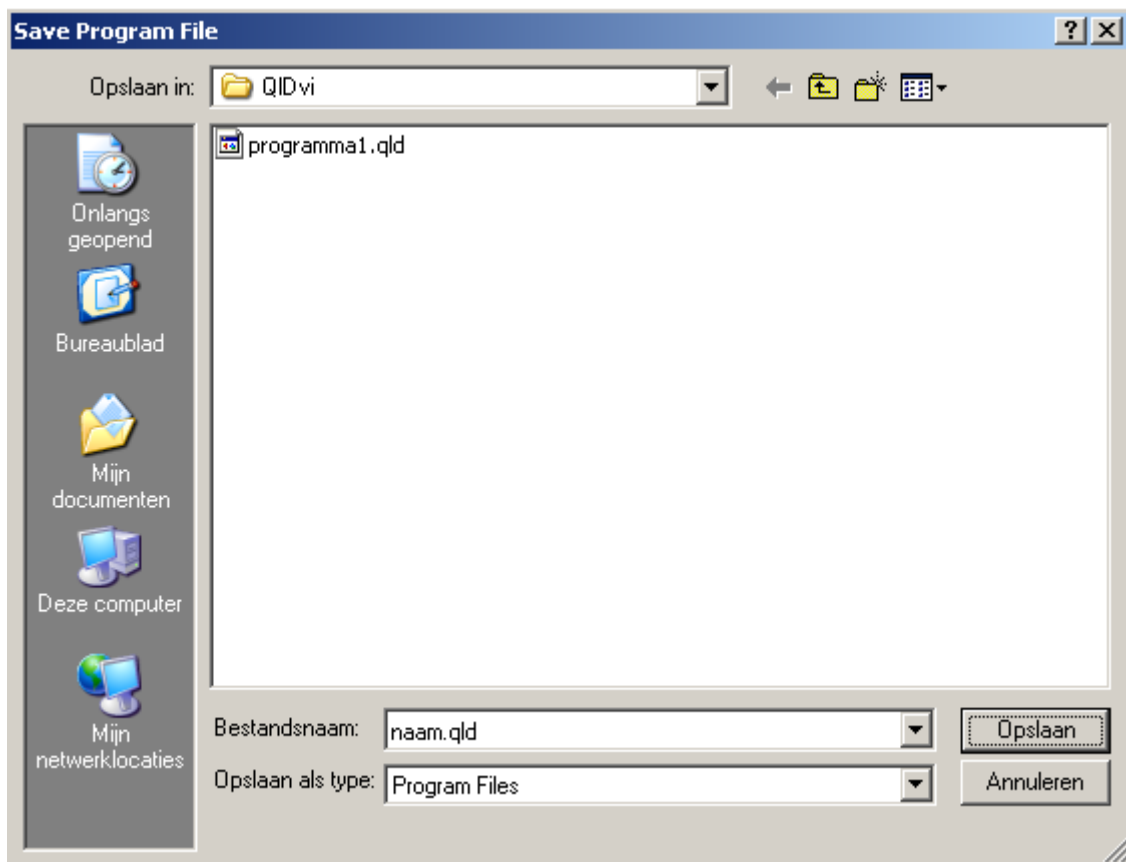 Save Program File
Opslaan in:
QIDvi
programma1.qld
Onlangs
geopend
Bureaublad
Mijn
documenten
Deze computer
Mijn
netwerklocaties
Bestandsnaam:
naam.qld
Opslaan
Opslaan als type:
Program Files
Annuleren